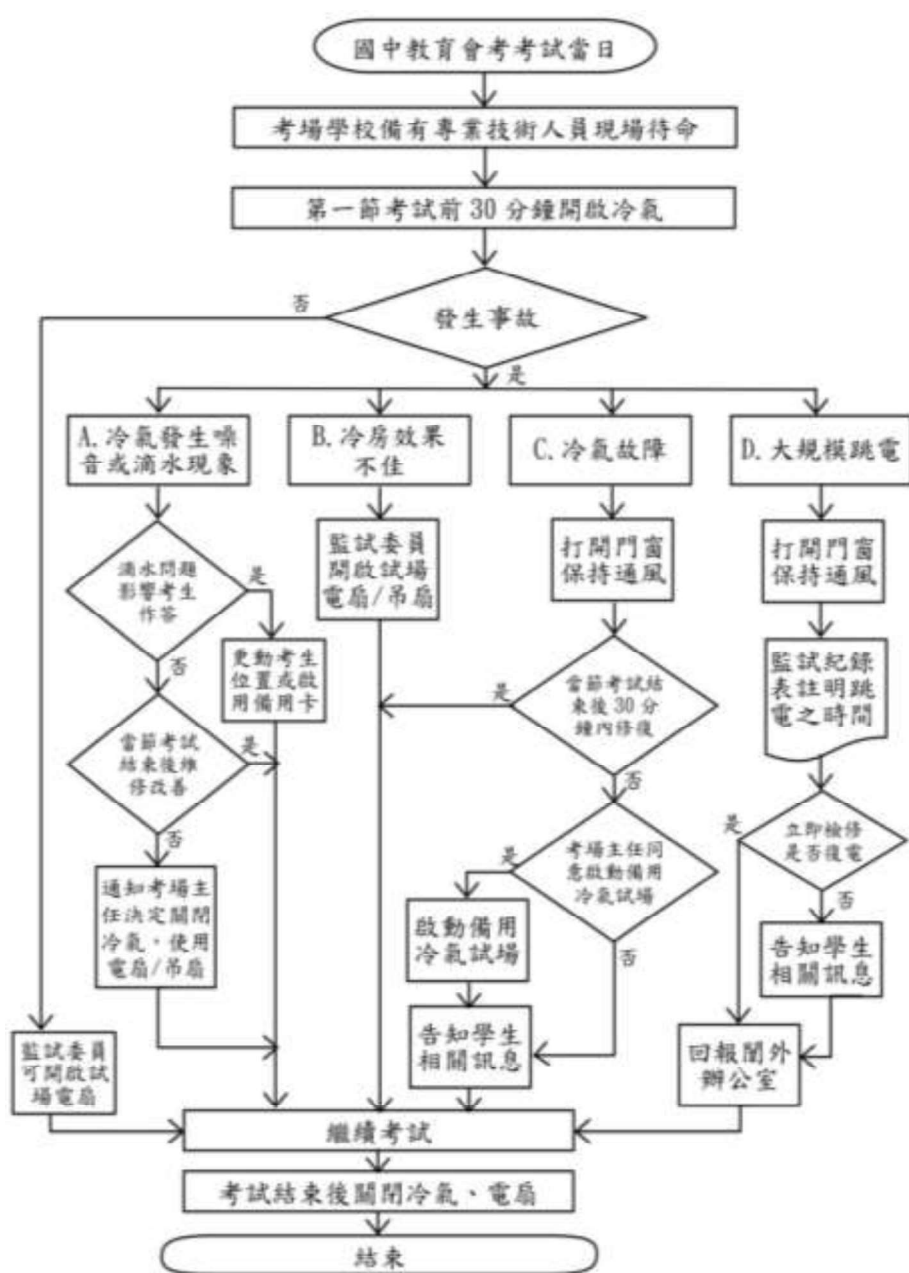 國中教育會考考試當日
考場學校備有專業技術人員現場待命
第一節考試前30分鐘開啟冷氣
否
發生事故
是
A.冷氣發生噪
音或滴水現象
B.冷房效果
不佳
C.冷氣故障
D.大規模跳電
滴水問題
影響考生
作答
是
否
更動考生
位置或啟
用備用卡
當節考試
結束後維
修改善
是
否
通知考場主
任決定關閉
冷氣，使用
電扇/吊扇
監試委員
開啟試場
電扇/吊扇
打開門窗
保持通風
當節考試結
束後30分
鐘內修復
是
否
考場主任同
意啟動備用
冷氣試場
是
否
啟動備用
冷氣試場
告知學生
相關訊息
打開門窗
保持通風
監試紀錄
表註明跳
電之時間
立即檢修
是否復電
是
否
告知學生
相關訊息
回報闈外
辦公室
監試委員
可開啟試
場電扇
繼續考試
考試結束後關閉冷氣、電扇
結束